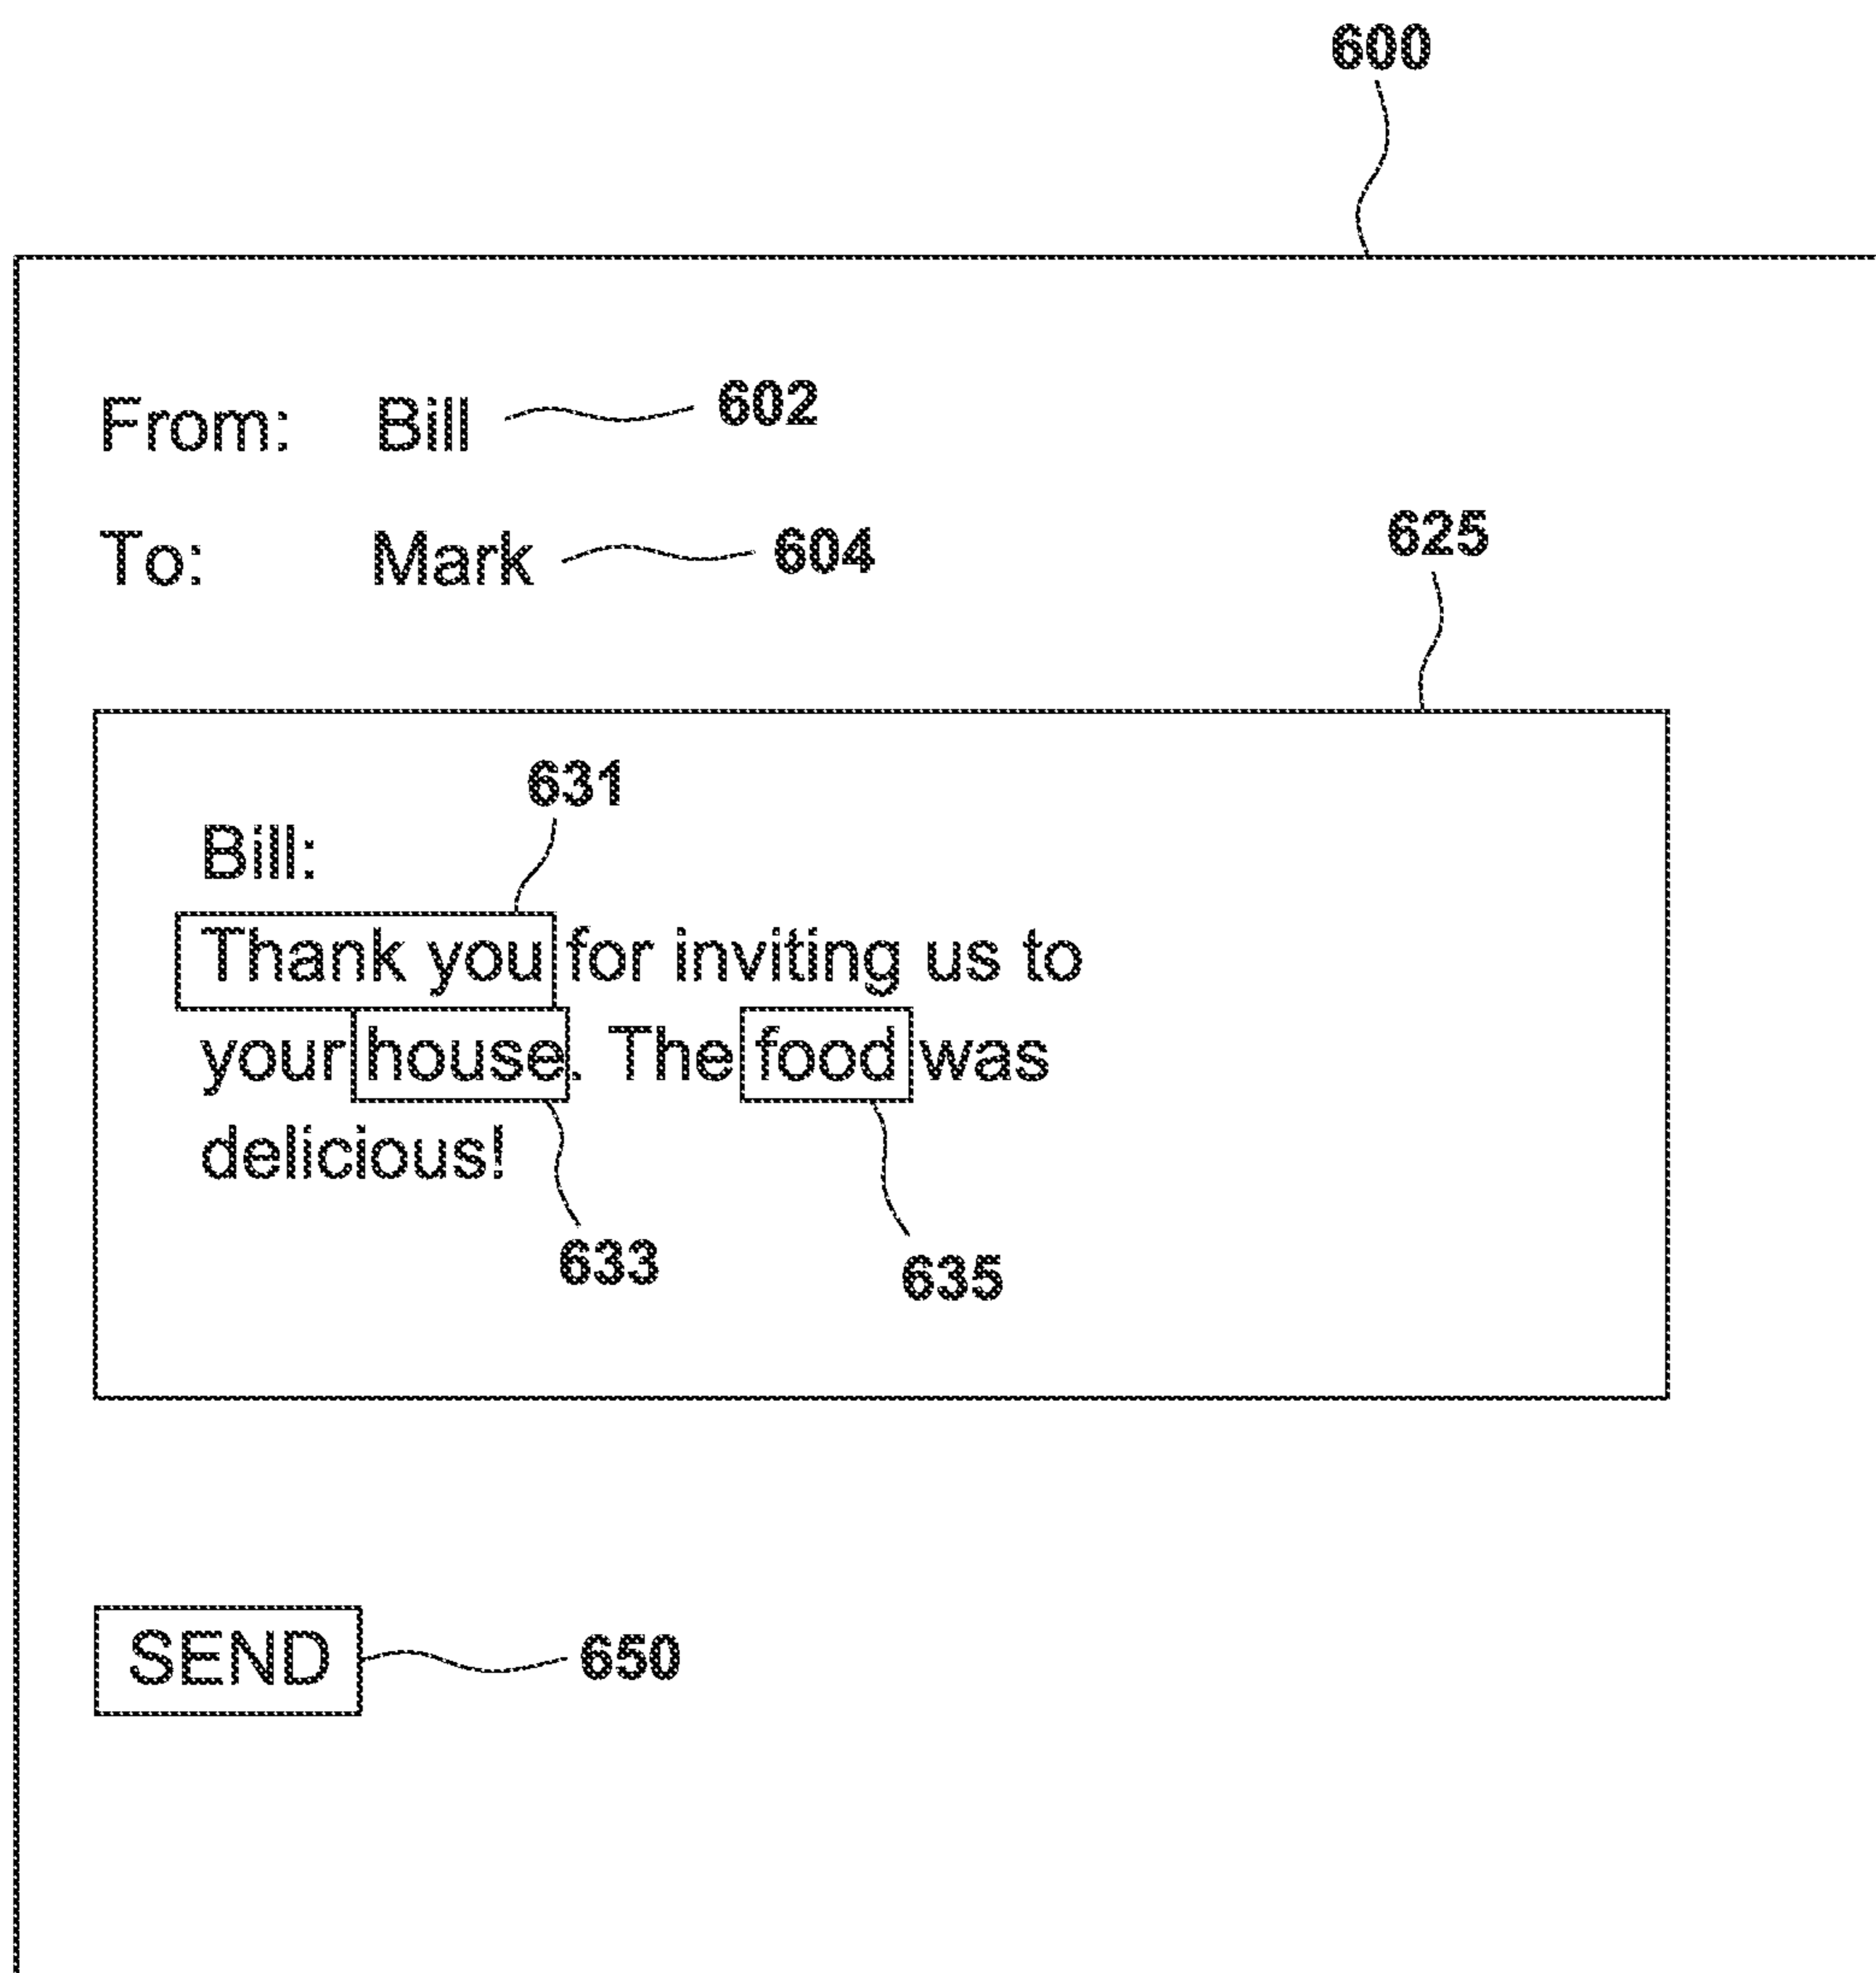 600
From: Bill 602
To: Mark 604
625
631
Bill:
Thank you for inviting us to
your house. The food was
delicious!
633 635
SEND 650